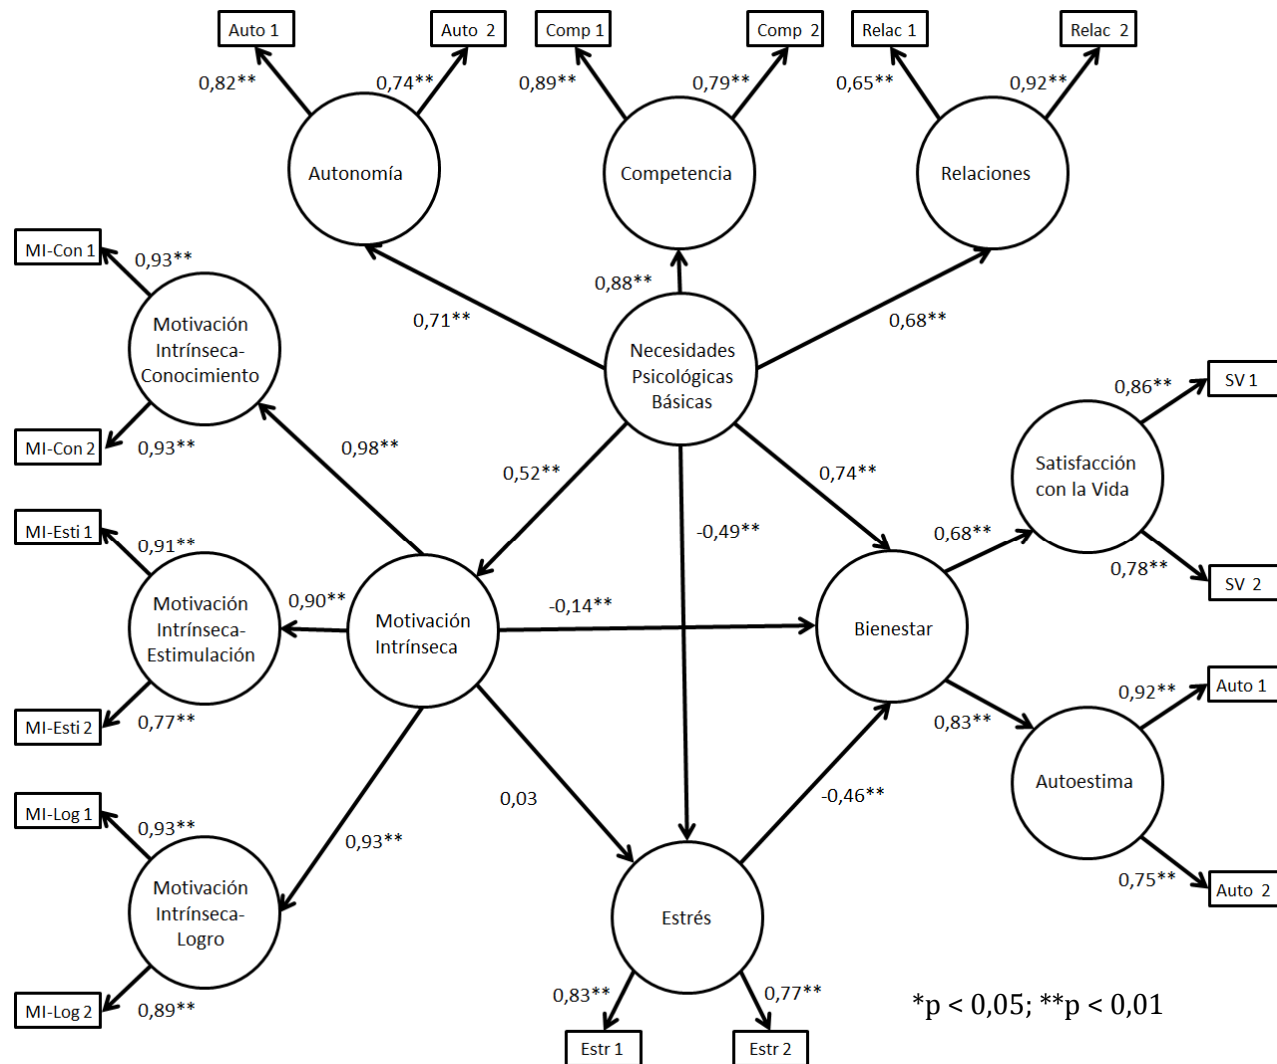 Auto 1
Auto 2
Comp 1
Comp 2
Relac 1
Relac 2
0,82**
0,74**
0,89**
0,79**
0,65**
0,92**
Autonomía
Competencia
Relaciones
MI-Con 1
0,93**
0,88**
0,71**
0,68**
Motivación
Intrínseca-
Conocimiento
Necesidades
Psicológicas
Básicas
MI-Con 2
0,93**
0,98**
0,52**
0,74**
-0,49**
0,86**
SV 1
Satisfacción
con la Vida
0,68**
0,78**
SV 2
MI-Esti 1
0,91**
0,90**
Motivación
Intrínseca-
Estimulación
Motivación
Intrínseca
-0,14**
Bienestar
MI-Esti 2
0,77**
0,83**
0,92**
Auto 1
Autoestima
0,75**
Auto 2
MI-Log 1
0,93**
0,93**
0,03
-0,46**
Motivación
Intrínseca-
Logro
Estrés
MI-Log 2
0,89**
0,83**
0,77**
*p < 0,05; **p < 0,01
Estr 1
Estr 2